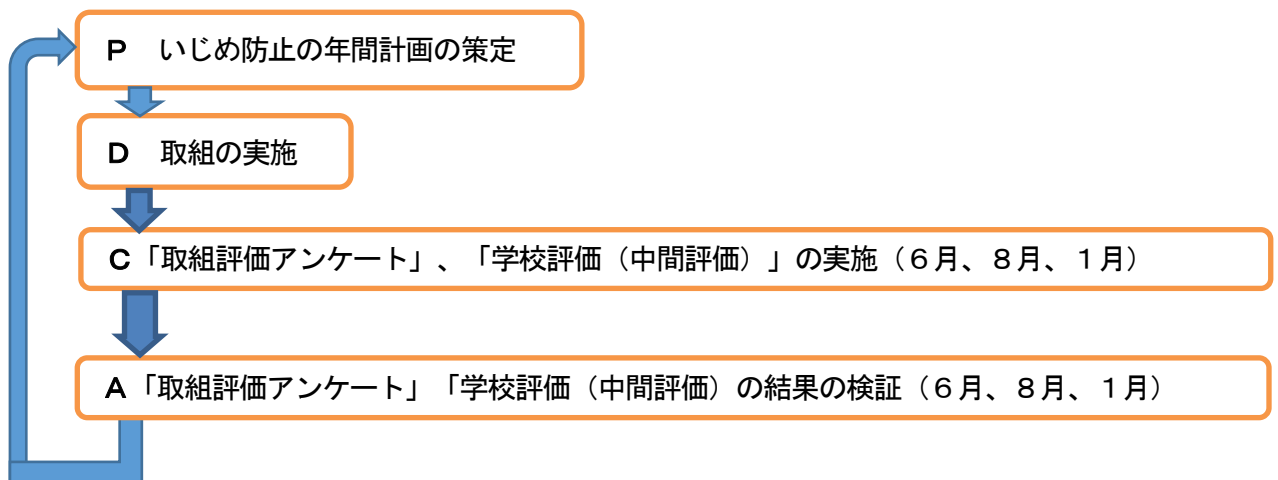 P　いじめ防止の年間計画の策定
D　取組の実施
C「取組評価アンケート」、「学校評価（中間評価）」の実施（６月、８月、１月）
A「取組評価アンケート」「学校評価（中間評価）の結果の検証（６月、８月、１月）